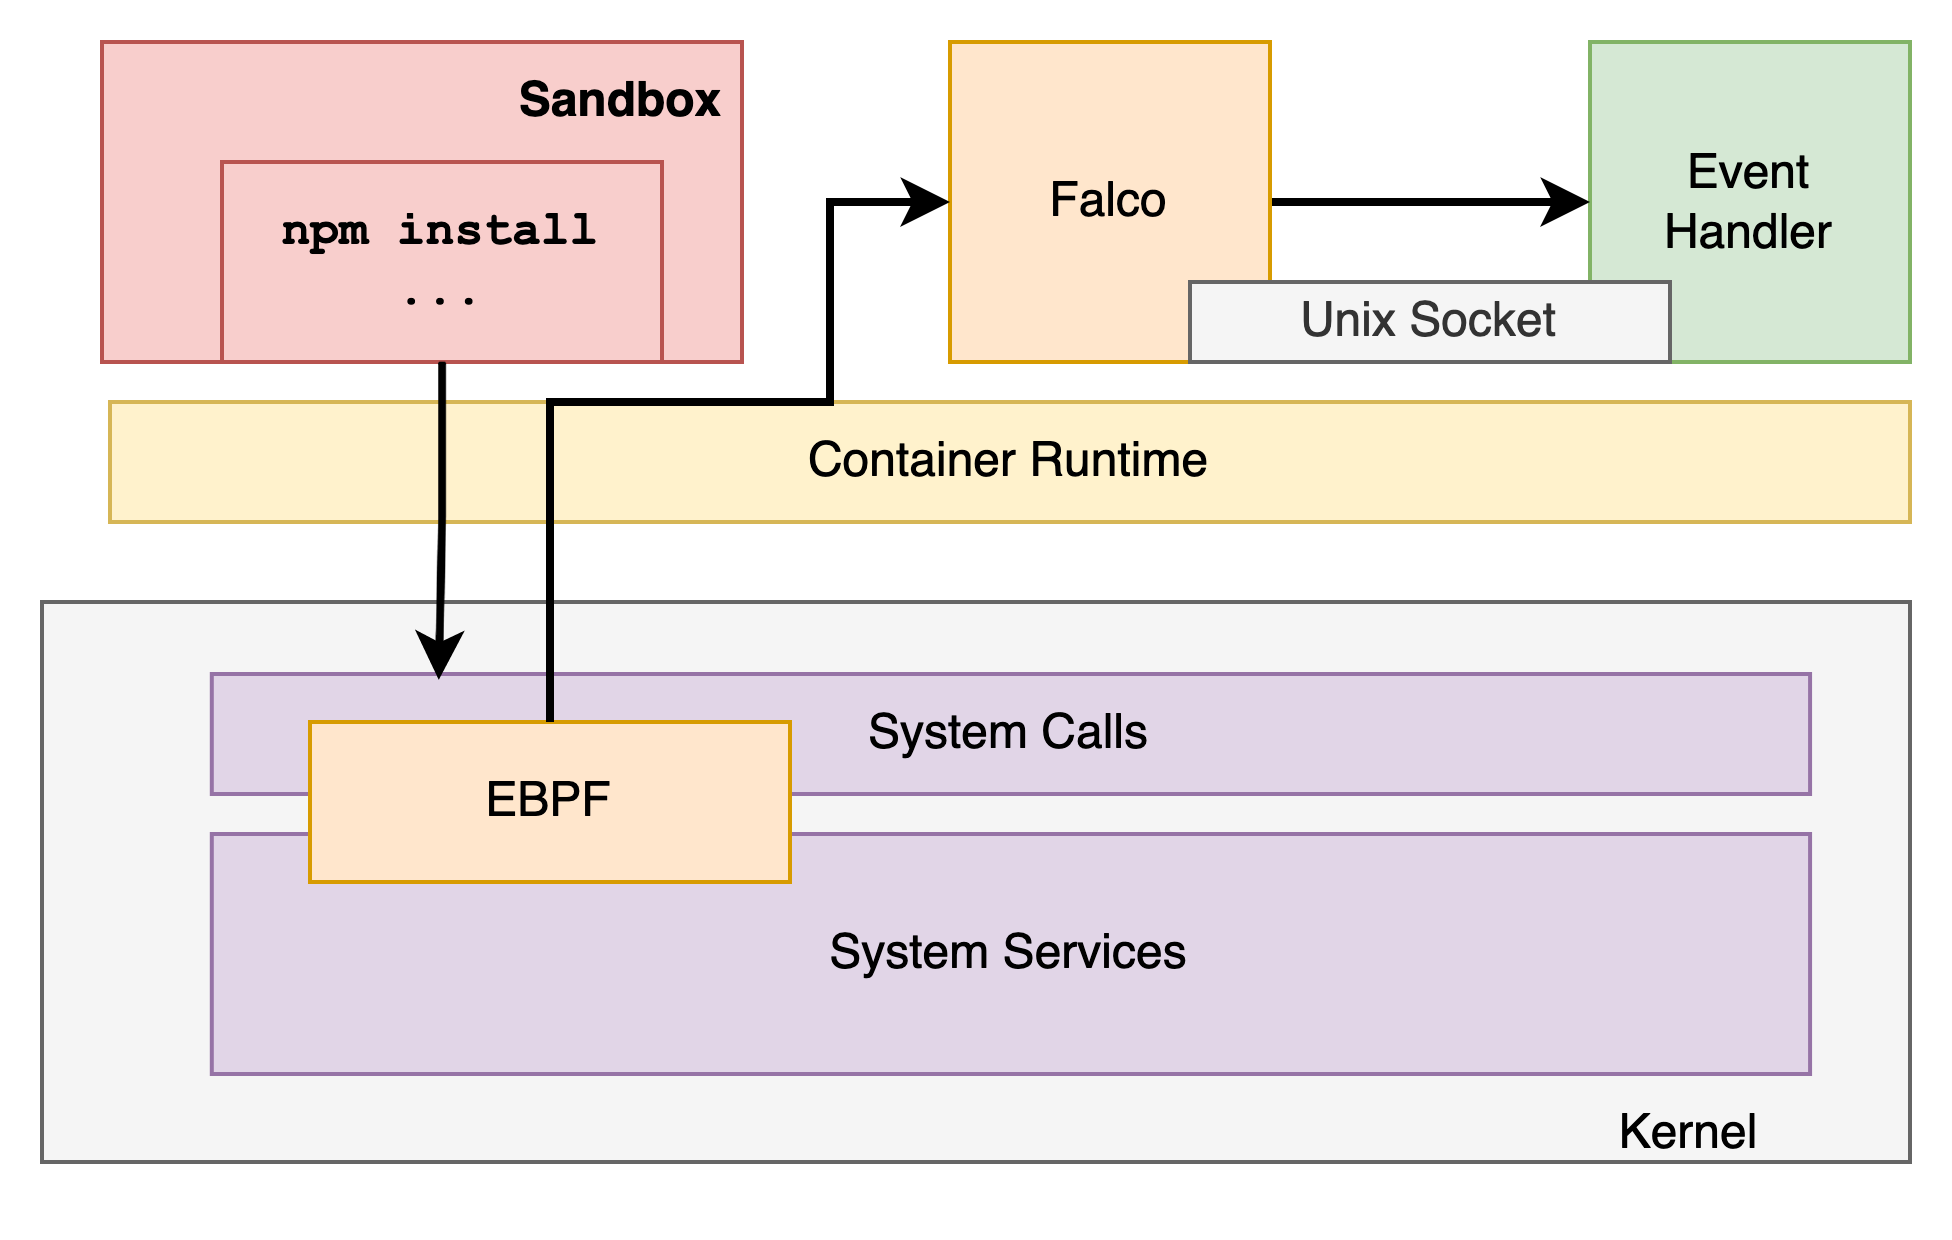 Sandbox
npm install
...
Falco
Event
Handler
Unix Socket
Container Runtime
System Calls
EBPF
System Services
Kernel